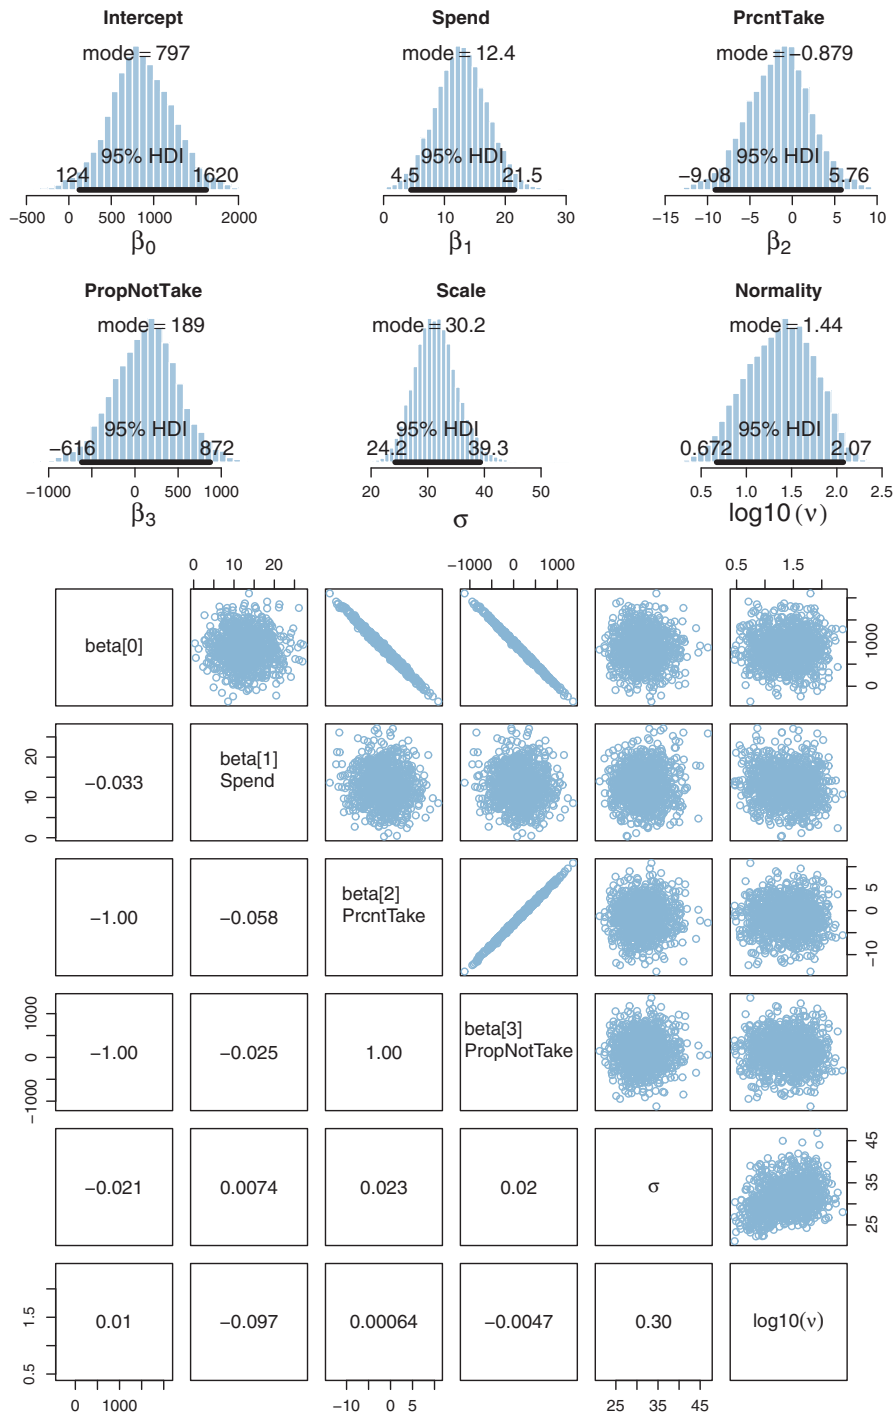 Intercept Spend PrcntTake
mode = 797 mode = 12.4 mode = −0.879
95% HDI 95% HDI 95% HDI
124 1620 4.5 21.5 −9.08 5.76
−500 0 500 1000 2000 0 10 20 30 −15 −10 −5 0 5 10
β0 β1 β2
PropNotTake Scale Normality
mode = 189 mode = 30.2 mode = 1.44
95% HDI 95% HDI 95% HDI
−616 872 24.2 39.3 0.672 2.07
−1000 0 500 1000 20 30 40 50 0.5 1.0 1.5 2.0 2.5
β3 σ log10(ν)
0 10 20 −1000 0 1000 0.5 1.5
beta[0] 0 1000
0 10 20 −0.033 beta[1]
Spend
−1.00 −0.058 beta[2]
PrcntTake −10 0 5
−1000 0 1000 −1.00 −0.025 1.00 beta[3]
PropNotTake
−0.021 0.0074 0.023 0.02 σ 25 35 45
0.5 1.5 0.01 −0.097 0.00064 −0.0047 0.30 log10(ν)
0 1000 −10 0 5 25 35 45